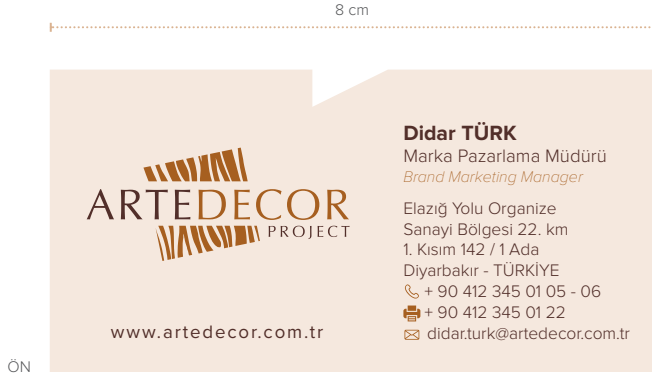 8 cm
ARTEDECOR
PROJECT
www.artedecor.com.tr
Didar TÜRK
Marka Pazarlama Müdürü
Brand Marketing Manager
Elazığ Yolu Organize
Sanayi Bölgesi 22. km
1. Kısım 142 / 1 Ada
Diyarbakır - TÜRKİYE
+ 90 412 345 01 05 - 06
+ 90 412 345 01 22
didar.turk@artedecor.com.tr
ÖN